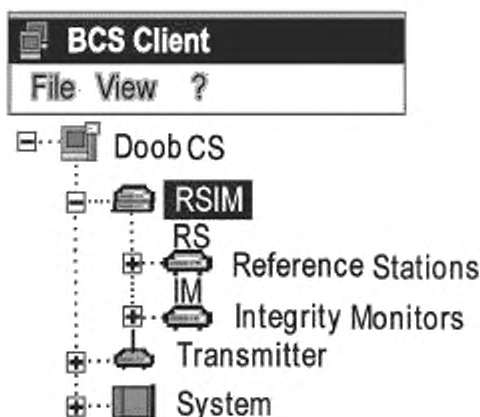 BCS Client
File View ?
Doob CS
RSIM
RS
Reference Stations
IM
Integrity Monitors
Transmitter
System